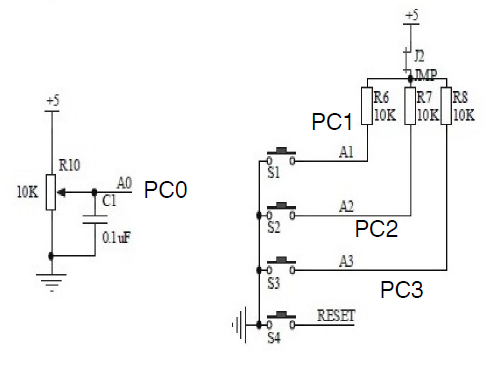 +5
J2
JMP
R6
10K
R7
10K
R8
10K
PC1
+5
A1
S1
R10
10K
A0
PC0
C1
0.1uF
A2
S2
PC2
A3
S3
PC3
RESET
S4